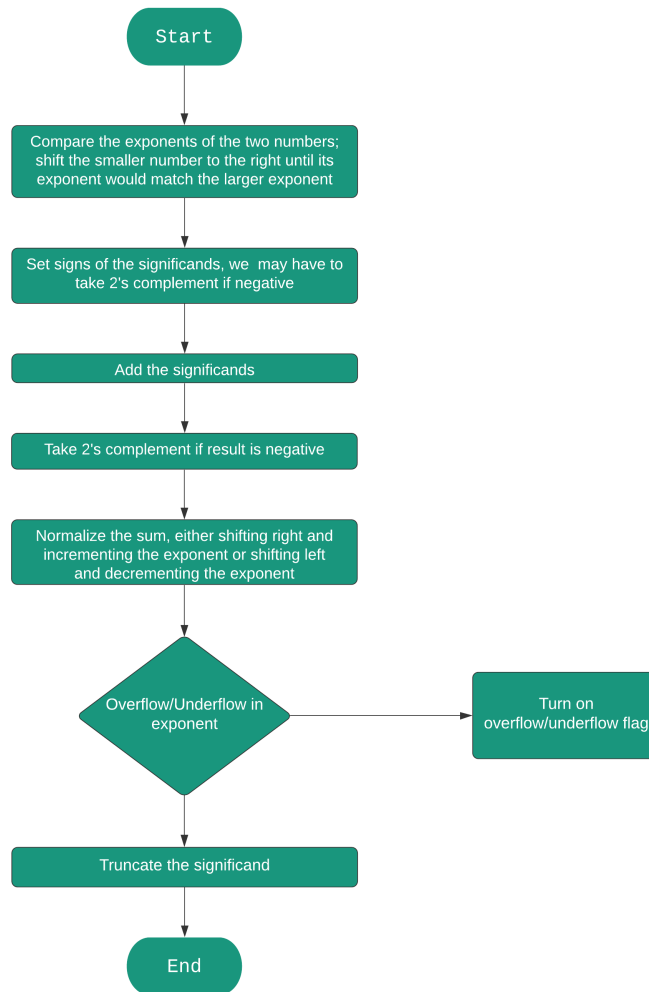 Start
Compare the exponents of the two numbers;
shift the smaller number to the right until its
exponent would match the larger exponent
Set signs of the significands, we  may have to
take 2's complement if negative
Add the significands
Take 2's complement if result is negative
Normalize the sum, either shifting right and
incrementing the exponent or shifting left
and decrementing the exponent
Overflow/Underflow in
exponent
Turn on
overflow/underflow flag
Truncate the significand
End